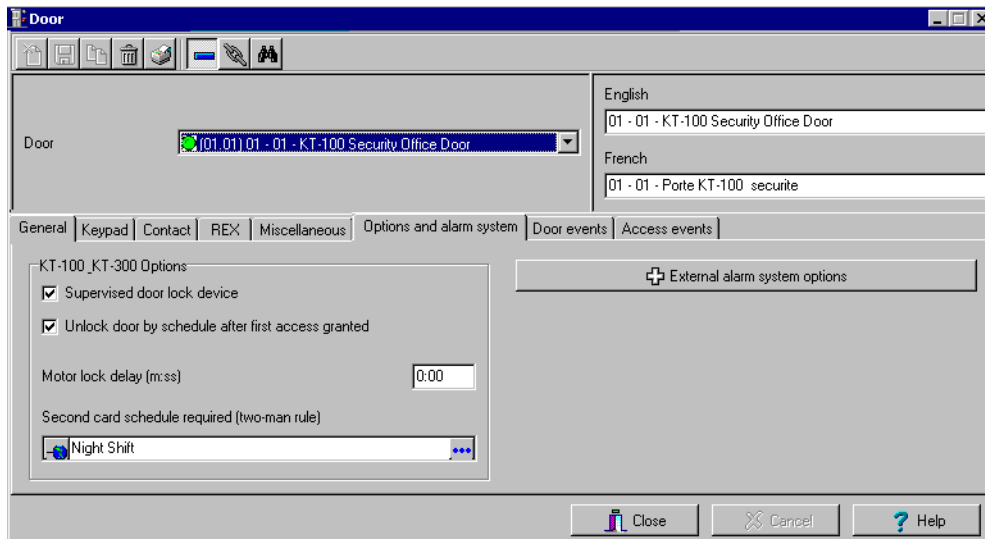 Door
English
01 - 01 - KT-100 Security Office Door
Door
(01.01) 01 - 01 - KT-100 Security Office Door
French
01 - 01 - Porte KT-100  securite
General Keypad Contact REX Miscellaneous Options and alarm system Door events Access events
KT-100 _KT-300 Options
External alarm system options
Supervised door lock device
Unlock door by schedule after first access granted
Motor lock delay (m:ss) 0:00
Second card schedule required (two-man rule)
Night Shift
Close Cancel Help